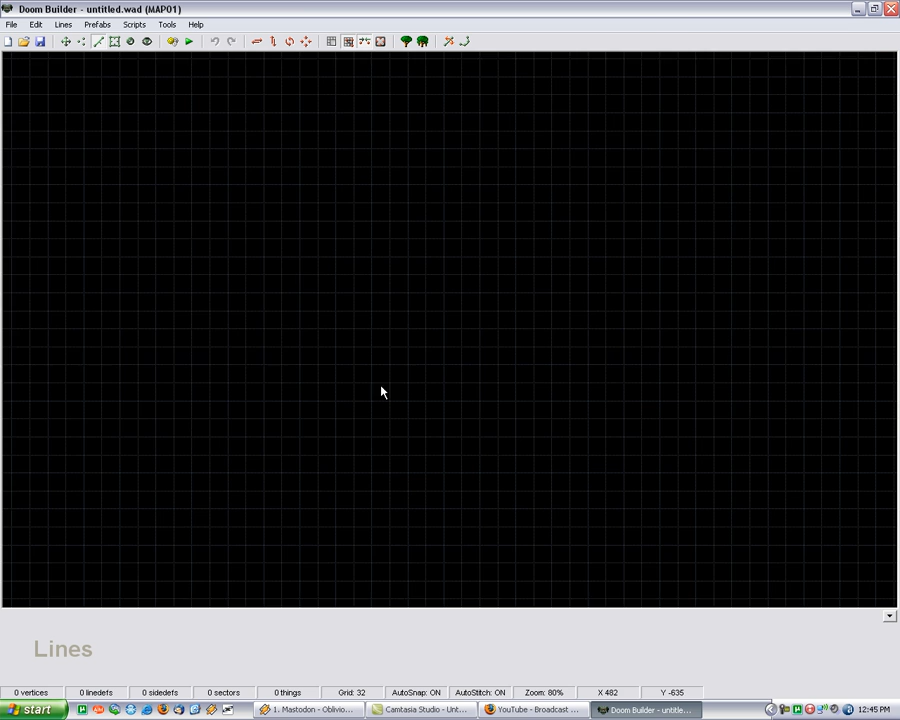 Doom Builder - untitled.wad (MAP01)
File Edit Lines Prefabs Scripts Tools Help
Lines
0 vertices 0 linedefs 0 sidedefs 0 sectors 0 things Grid: 32 AutoSnap: ON AutoStitch: ON Zoom: 80% X 482 Y -635
start 1. Mastodon - Oblivio... Camtasia Studio - Unt... YouTube - Broadcast ... Doom Builder - untitle... 12:45 PM